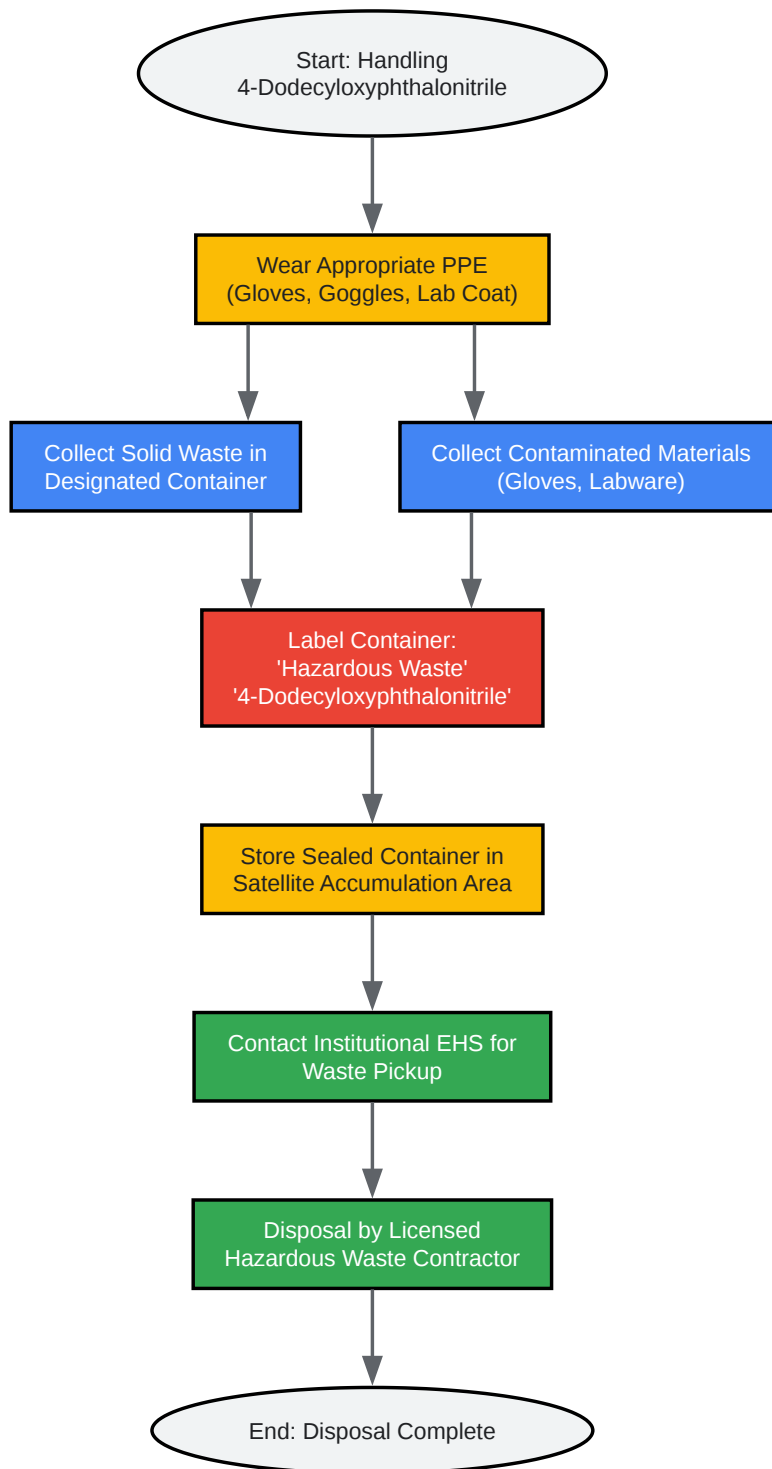 Start: Handling
4-Dodecyloxyphthalonitrile
Wear Appropriate PPE
(Gloves, Goggles, Lab Coat)
Collect Solid Waste in
Designated Container
Collect Contaminated Materials
(Gloves, Labware)
Label Container:
'Hazardous Waste'
'4-Dodecyloxyphthalonitrile'
Store Sealed Container in
Satellite Accumulation Area
Contact Institutional EHS for
Waste Pickup
Disposal by Licensed
Hazardous Waste Contractor
End: Disposal Complete